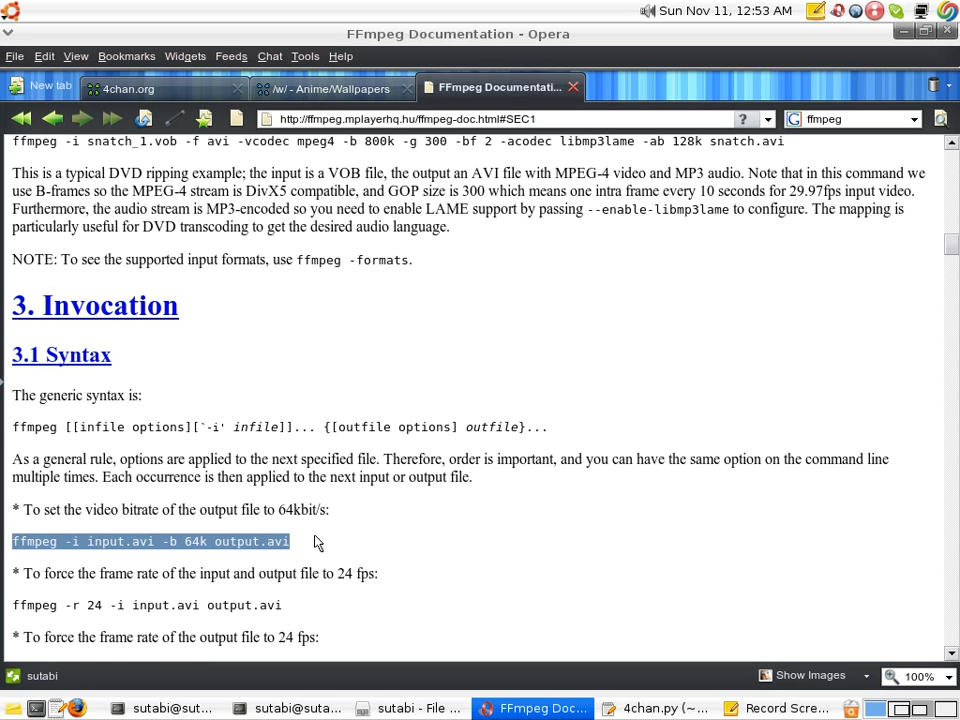 Sun Nov 11, 12:53 AM
FFmpeg Documentation - Opera
File Edit View Bookmarks Widgets Feeds Chat Tools Help
New tab 4chan.org /w/ - Anime/Wallpapers FFmpeg Documentati...
http://ffmpeg.mplayerhq.hu/ffmpeg-doc.html#SEC1 ? ffmpeg
ffmpeg -i snatch_1.vob -f avi -vcodec mpeg4 -b 800k -g 300 -bf 2 -acodec libmp3lame -ab 128k snatch.avi
This is a typical DVD ripping example; the input is a VOB file, the output an AVI file with MPEG-4 video and MP3 audio. Note that in this command we
use B-frames so the MPEG-4 stream is DivX5 compatible, and GOP size is 300 which means one intra frame every 10 seconds for 29.97fps input video.
Furthermore, the audio stream is MP3-encoded so you need to enable LAME support by passing --enable-libmp3lame to configure. The mapping is
particularly useful for DVD transcoding to get the desired audio language.
NOTE: To see the supported input formats, use ffmpeg -formats.
3. Invocation
3.1 Syntax
The generic syntax is:
ffmpeg [[infile options][`-i' infile]]... {[outfile options] outfile}...
As a general rule, options are applied to the next specified file. Therefore, order is important, and you can have the same option on the command line
multiple times. Each occurrence is then applied to the next input or output file.
* To set the video bitrate of the output file to 64kbit/s:
ffmpeg -i input.avi -b 64k output.avi
* To force the frame rate of the input and output file to 24 fps:
ffmpeg -r 24 -i input.avi output.avi
* To force the frame rate of the output file to 24 fps:
sutabi Show Images 100%
sutabi@sut... sutabi@suta... sutabi - File ... FFmpeg Doc... 4chan.py (~... Record Scre...